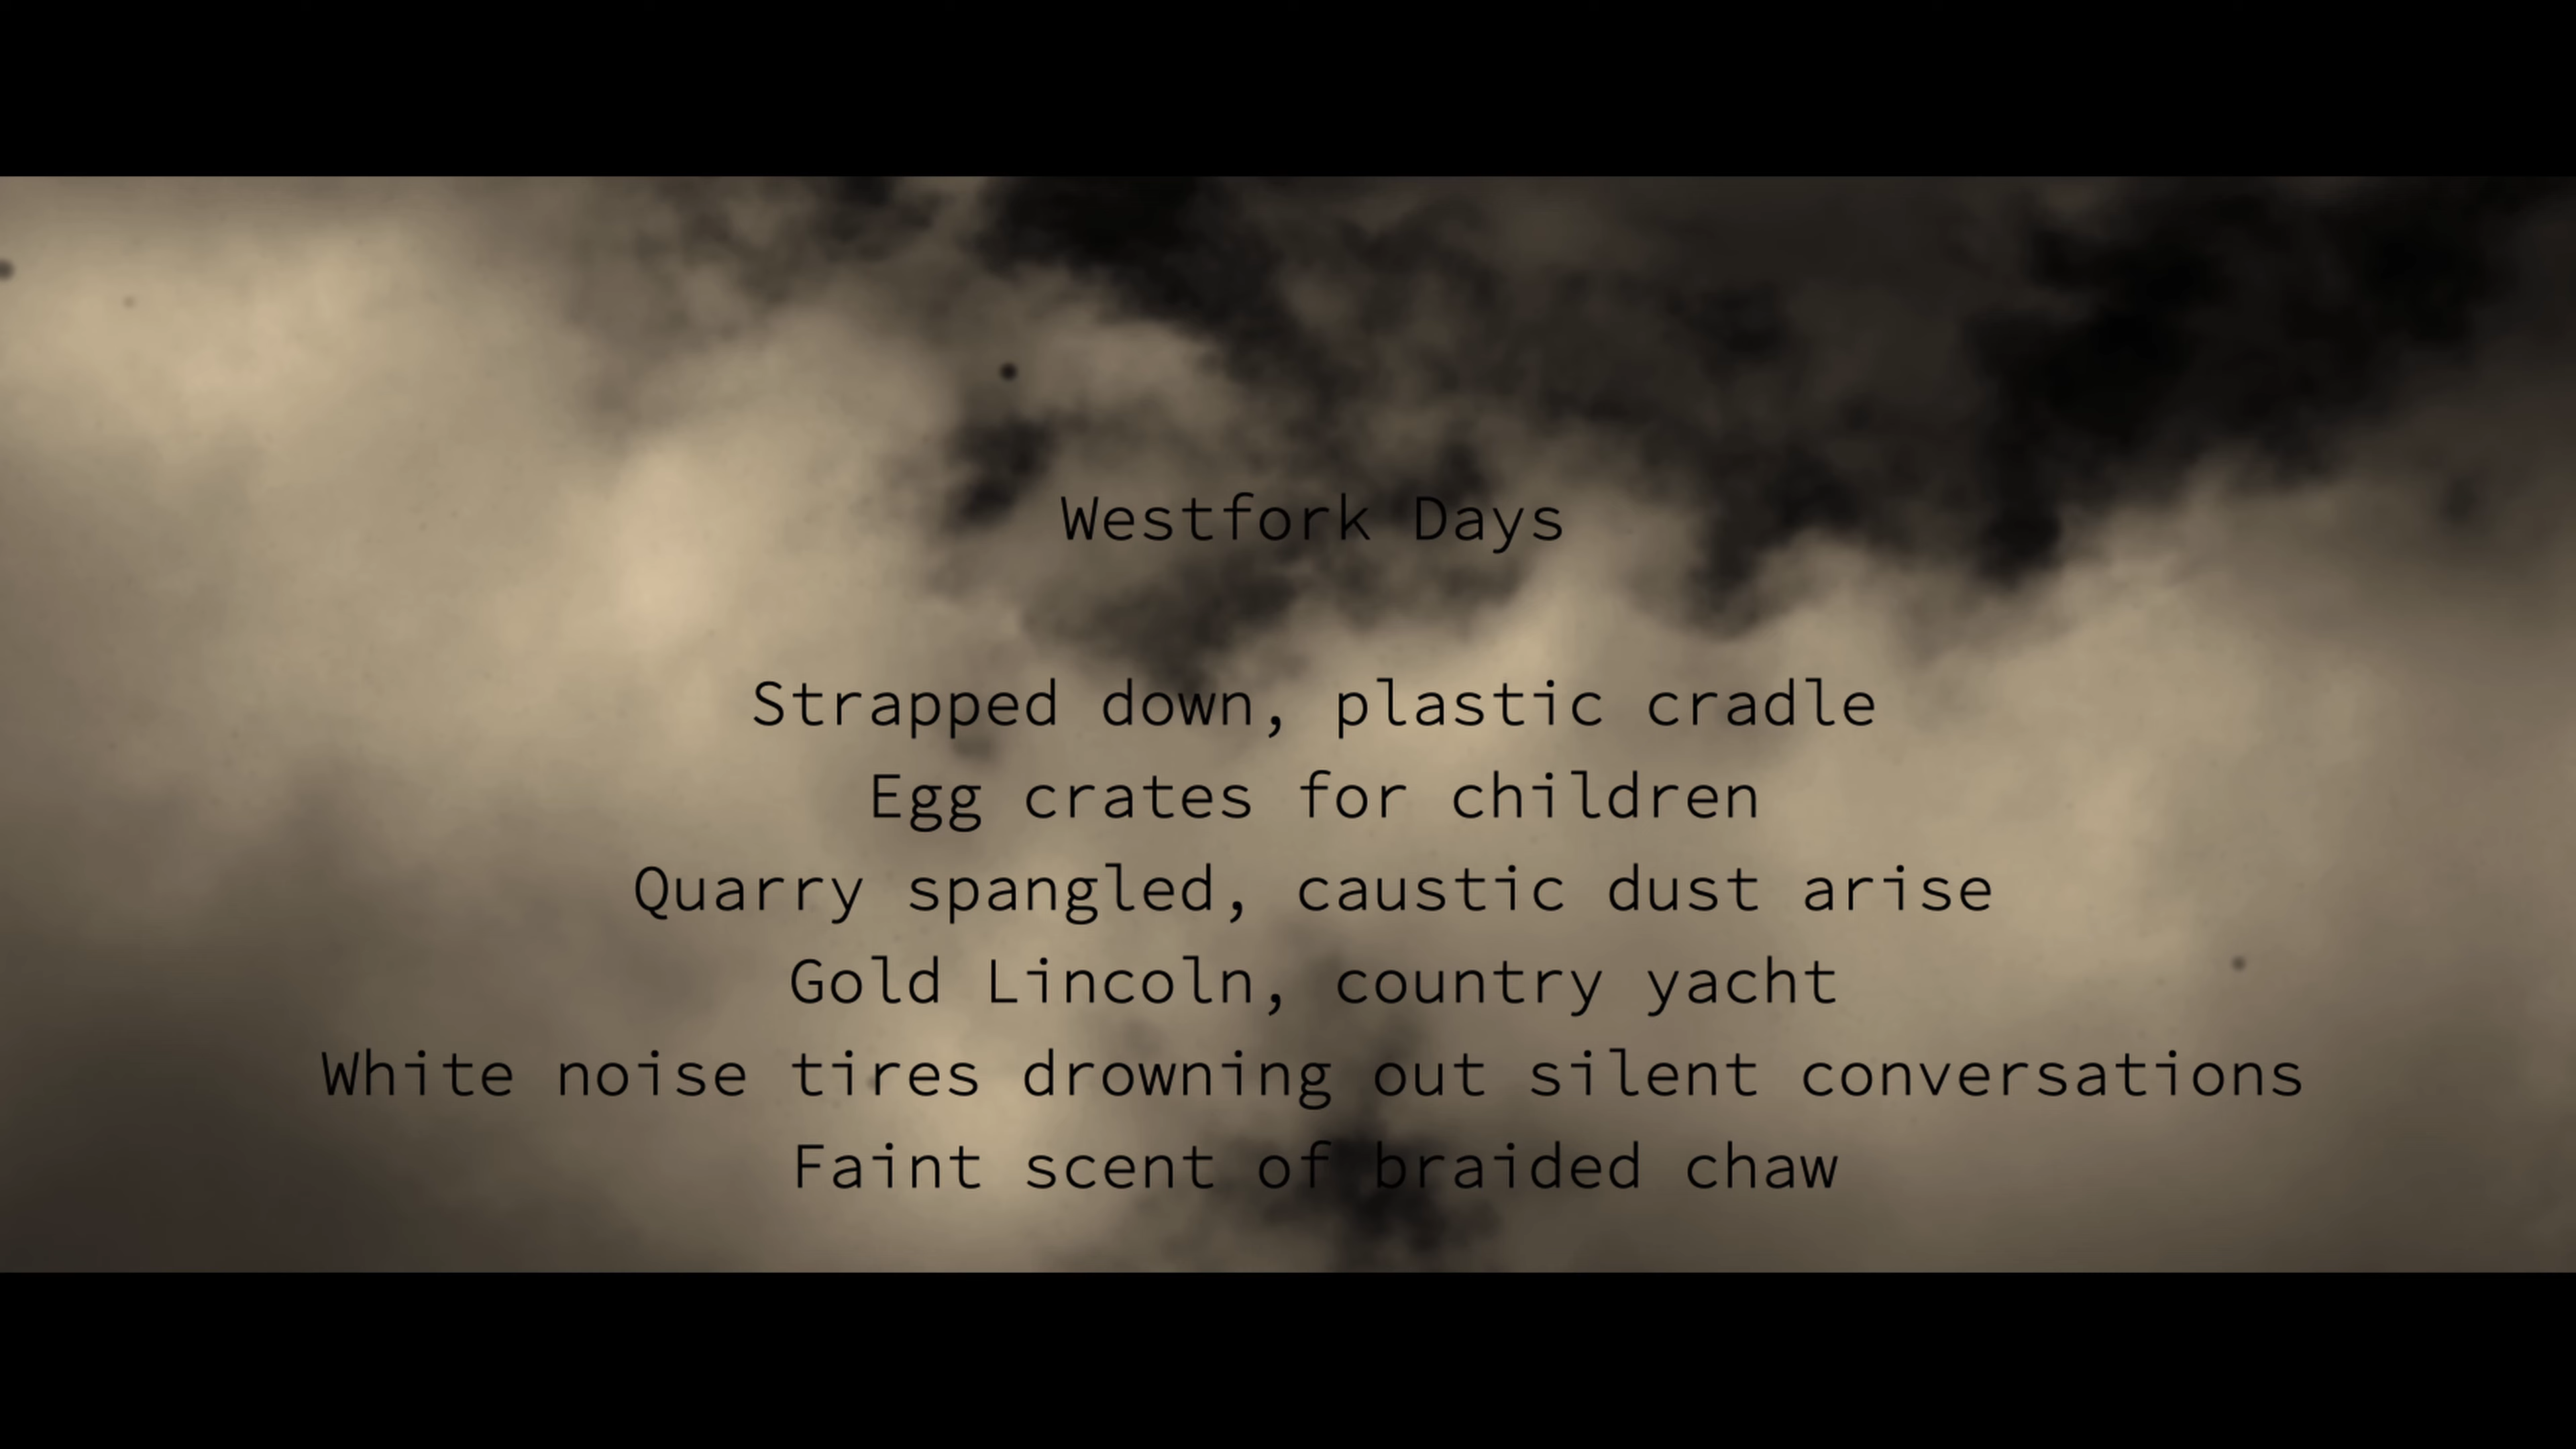 Westfork Days
Strapped down, plastic cradle
Egg crates for children
Quarry spangled, caustic dust arise
Gold Lincoln, country yacht
White noise tires drowning out silent conversations
Faint scent of braided chaw